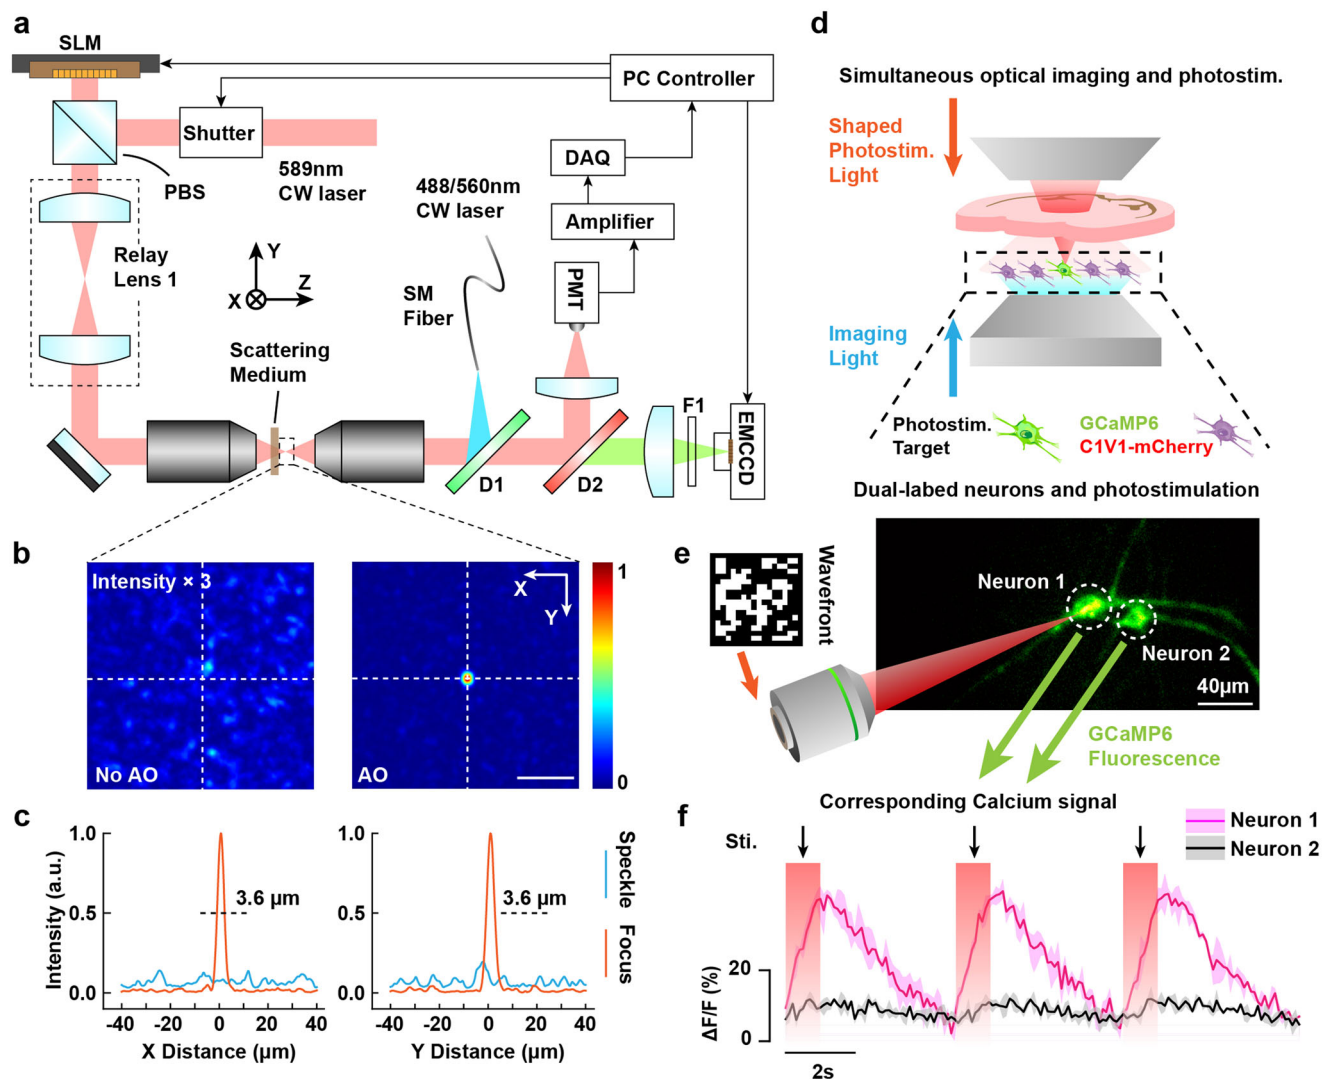 a
SLM
PC Controller
Shutter
589nm
CW laser
PBS
Relay
Lens 1
Y
Z
X
488/560nm
CW laser
SM
Fiber
DAQ
Amplifier
PMT
Scattering
Medium
F1
EMCCD
D1
D2
b
Intensity × 3
No AO
X
Y
AO
1
0
c
Intensity (a.u.)
1.0
0.5
0.0
3.6 µm
-40
-20
0
20
40
X Distance (µm)
1.0
0.5
0.0
3.6 µm
-40
-20
0
20
40
Y Distance (µm)
Speckle
Focus
d
Simultaneous optical imaging and photostim.
Shaped
Photostim.
Light
Imaging
Light
Photostim.
Target
GCaMP6
C1V1-mCherry
Dual-labed neurons and photostimulation
e
Wavefront
Neuron 1
Neuron 2
40µm
GCaMP6
Fluorescence
Corresponding Calcium signal
f
Sti.
Neuron 1
Neuron 2
ΔF/F (%)
20
0
2s